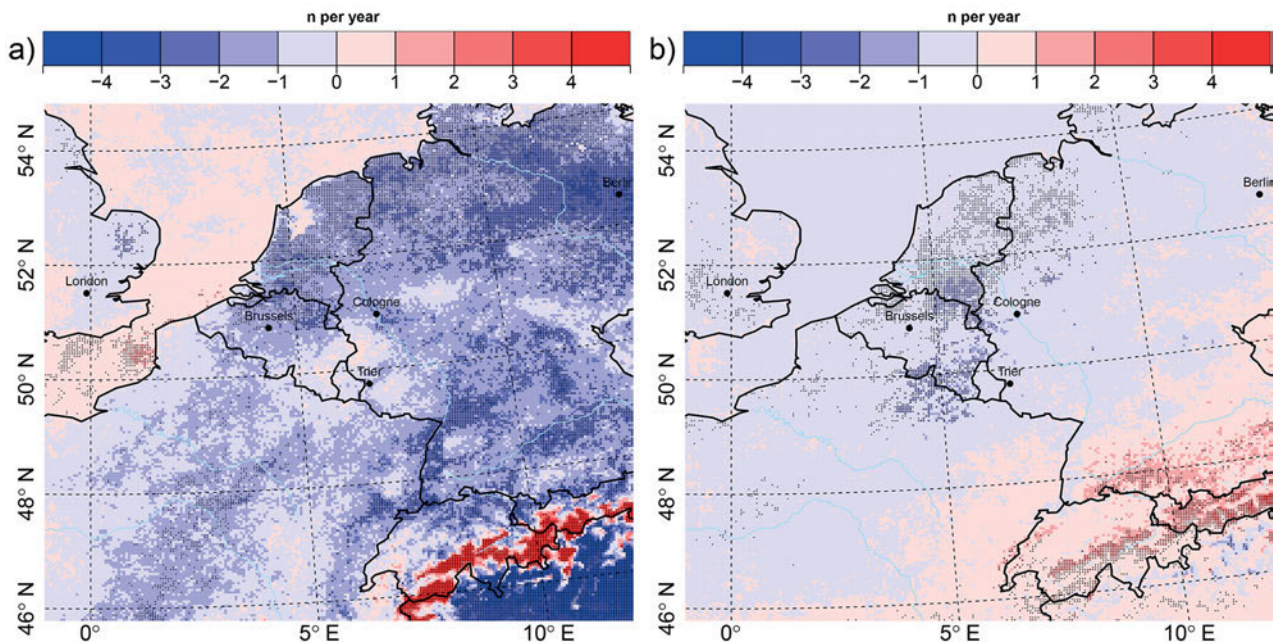 n per year
a)
−4 −3 −2 −1 0 1 2 3 4
54° N
52° N
50° N
48° N
46° N
London
Brussels
Cologne
Trier
Berlin
0° 5° E 10° E
n per year
b)
−4 −3 −2 −1 0 1 2 3 4
54° N
52° N
50° N
48° N
46° N
London
Brussels
Cologne
Trier
Berlin
0° 5° E 10° E